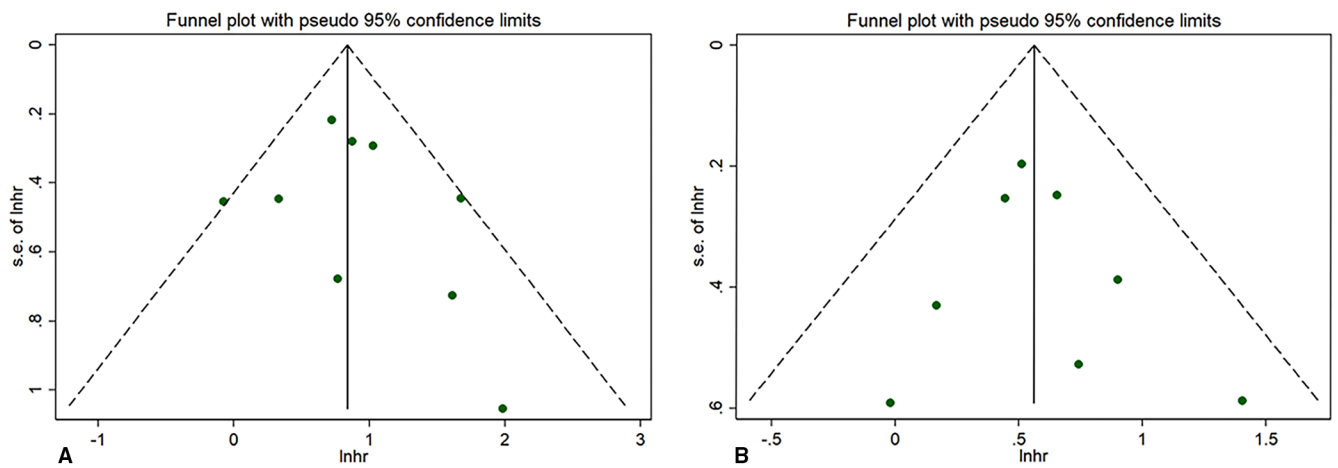 Funnel plot with pseudo 95% confidence limits
0
.2
.4
.6
.8
1
s.e. of lnhr
-1
0
1
2
3
lnhr
A
Funnel plot with pseudo 95% confidence limits
0
.2
.4
.6
s.e. of lnhr
-.5
0
.5
1
1.5
lnhr
B